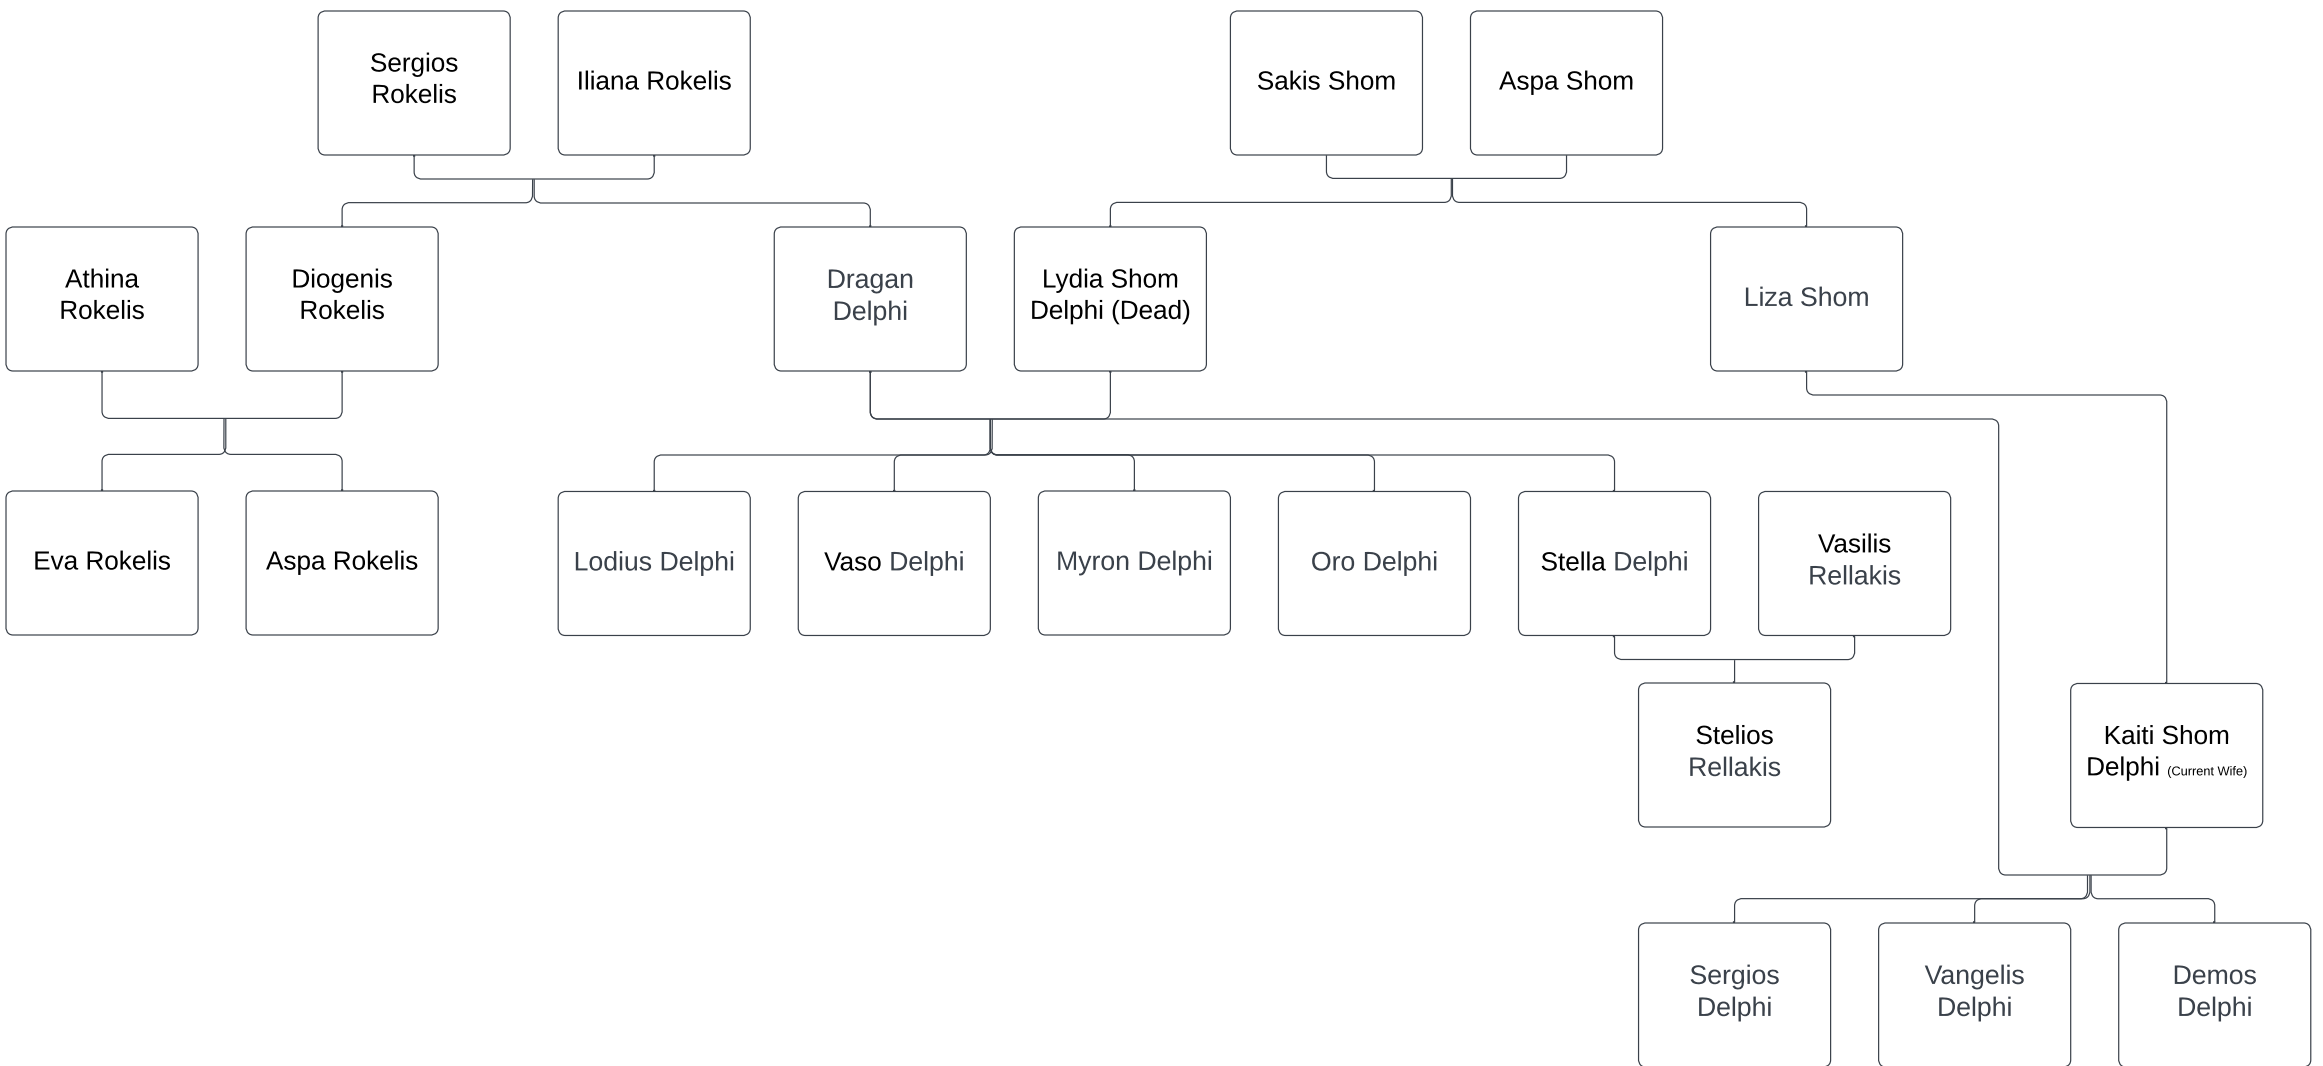 Sergios
Rokelis
Iliana Rokelis
Sakis Shom
Aspa Shom
Athina
Rokelis
Diogenis
Rokelis
Dragan
Delphi
Lydia Shom
Delphi (Dead)
Liza Shom
Eva Rokelis
Aspa Rokelis
Lodius Delphi
Vaso Delphi
Myron Delphi
Oro Delphi
Stella Delphi
Vasilis
Rellakis
Stelios
Rellakis
Kaiti Shom
Delphi (Current Wife)
Sergios
Delphi
Vangelis
Delphi
Demos
Delphi